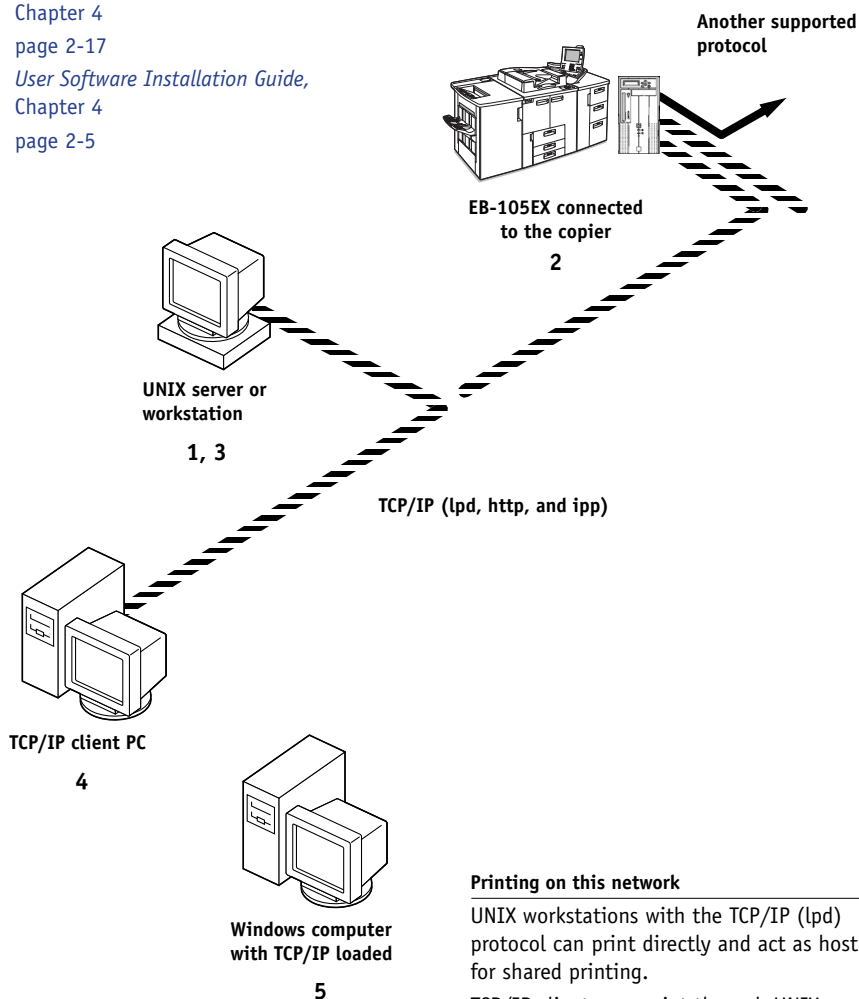 Chapter 4
page 2-17
User Software Installation Guide,
Chapter 4
page 2-5
Another supported
protocol
EB-105EX connected
to the copier
2
UNIX server or
workstation
1, 3
TCP/IP (lpd, http, and ipp)
TCP/IP client PC
4
Windows computer
with TCP/IP loaded
5
Printing on this network
UNIX workstations with the TCP/IP (lpd)
protocol can print directly and act as host
for shared printing.